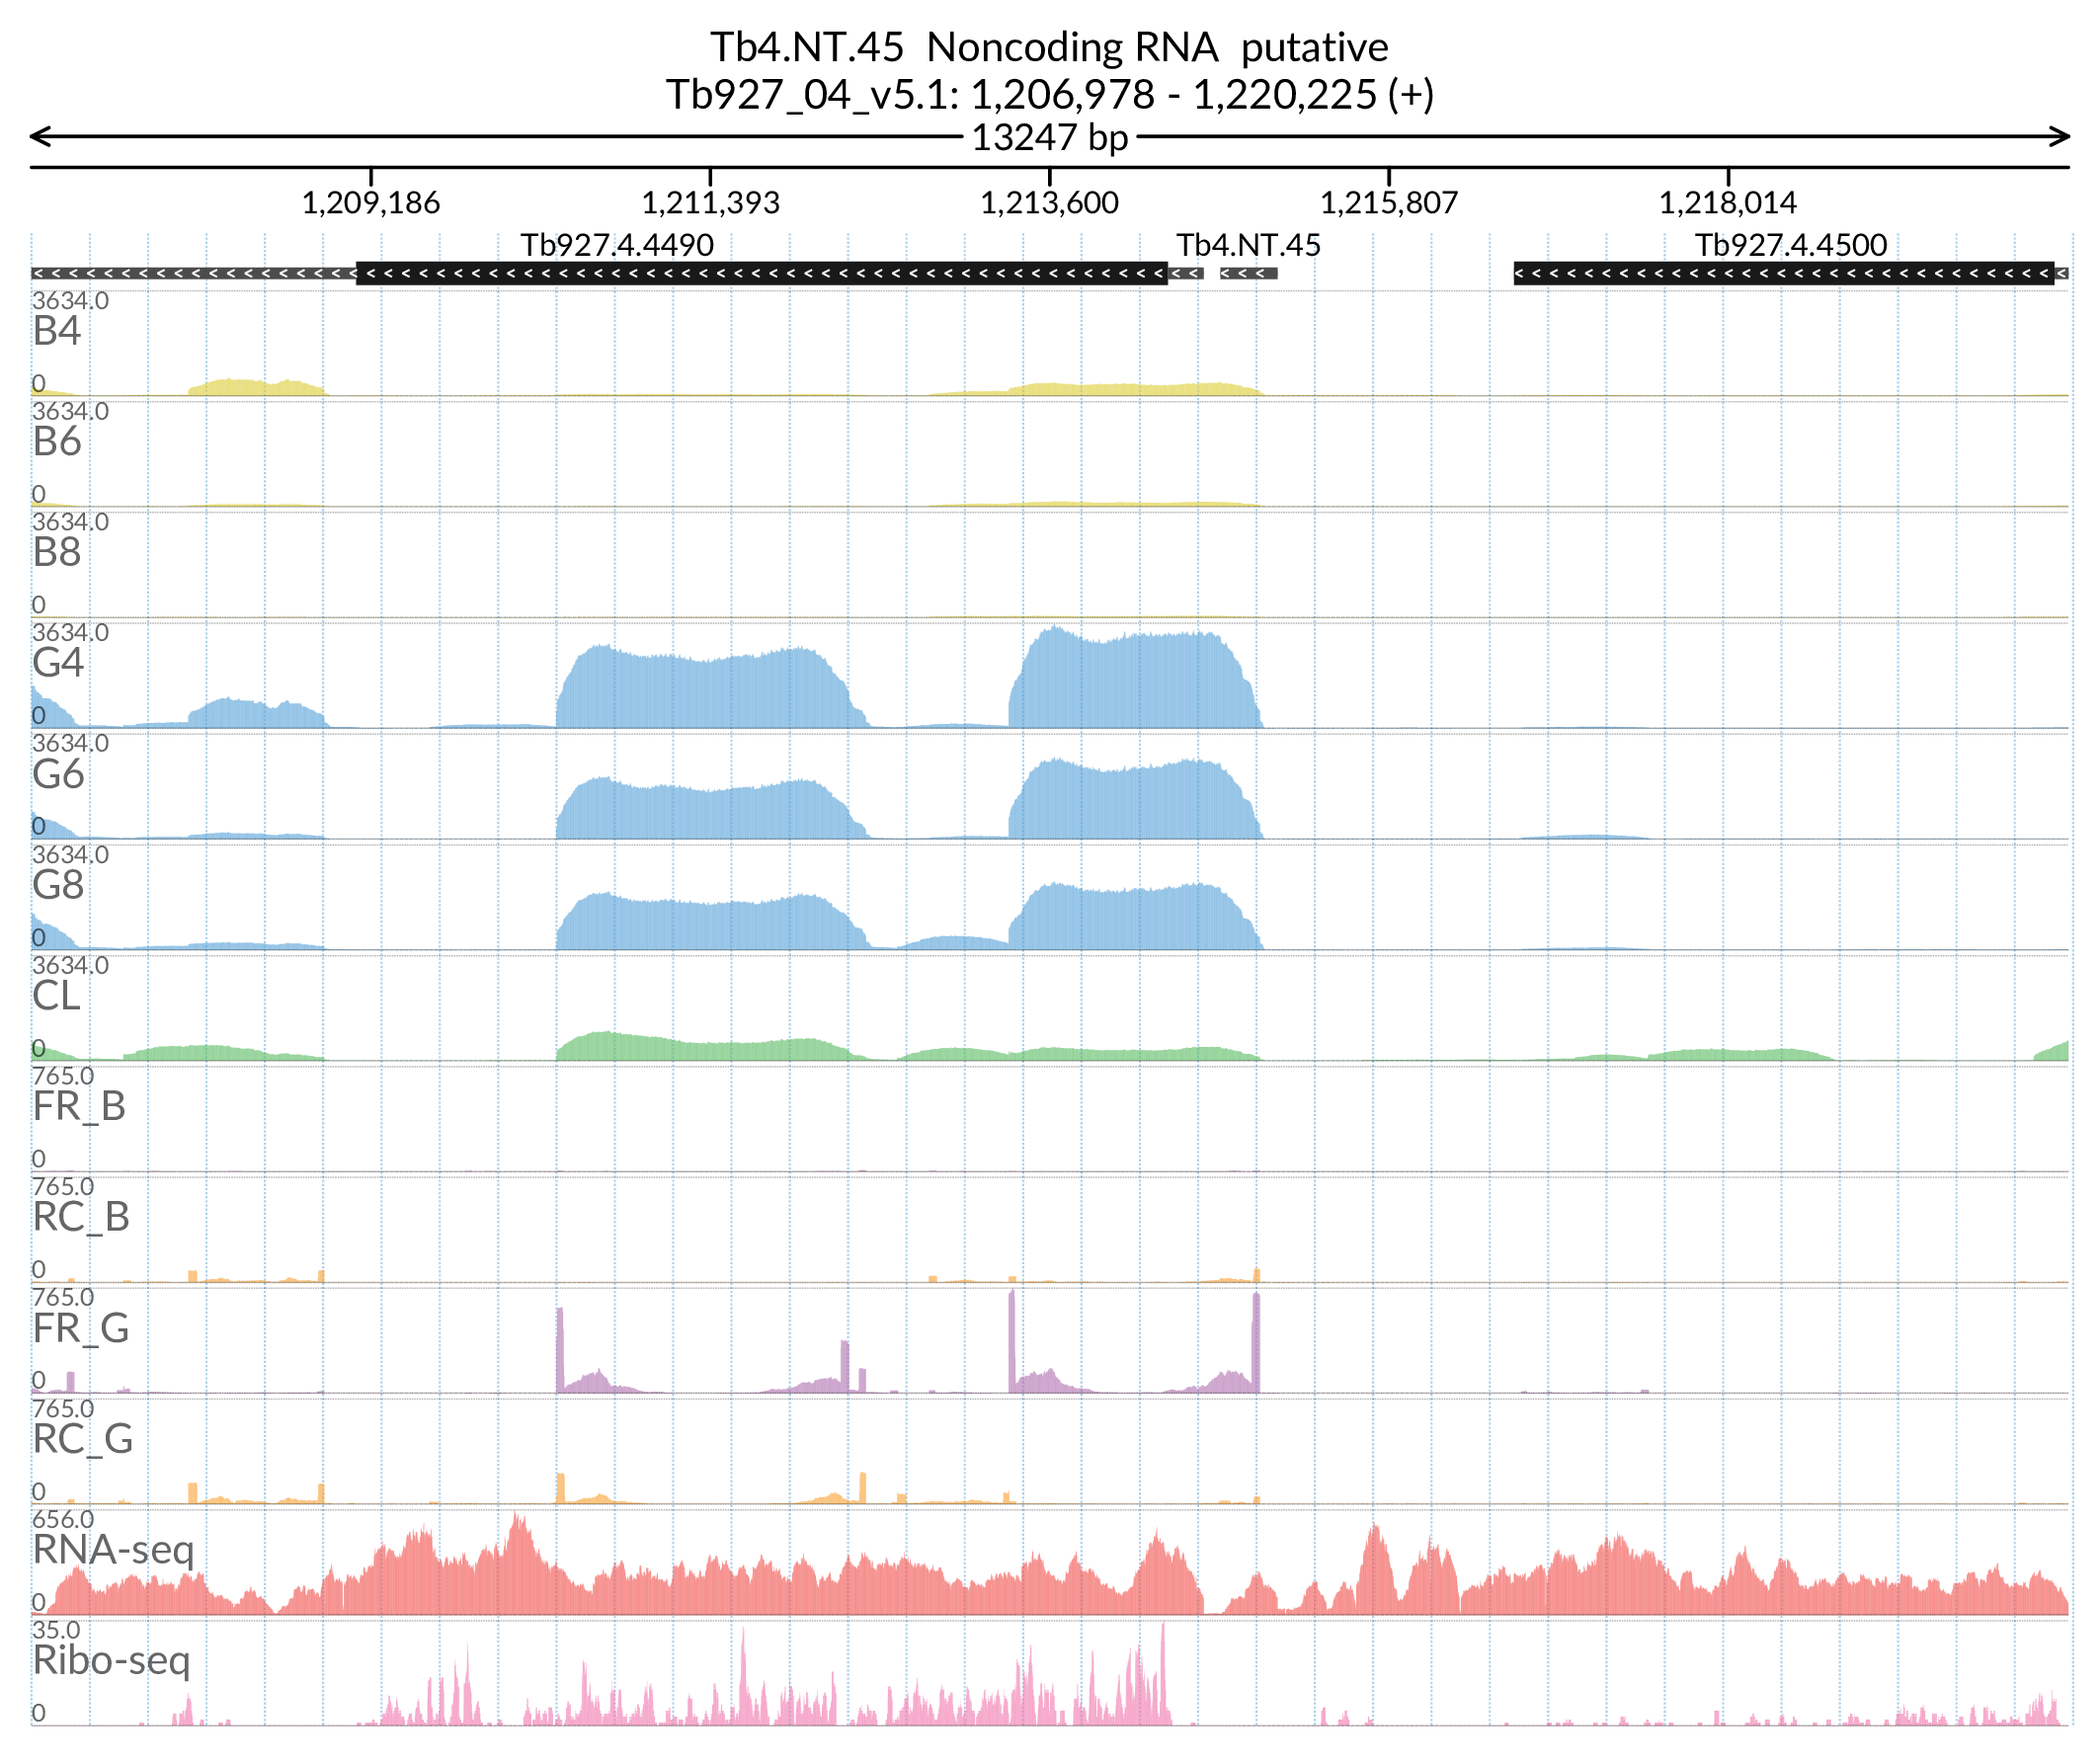 Tb4.NT.45 Noncoding RNA putative
Tb927_04_v5.1: 1,206,978 - 1,220,225 (+)
13247 bp
1,209,186 1,211,393 1,213,600 1,215,807 1,218,014
Tb927.4.4490 Tb4.NT.45 Tb927.4.4500
3634.0
B4
0
3634.0
B6
0
3634.0
B8
0
3634.0
G4
0
3634.0
G6
0
3634.0
G8
0
3634.0
CL
0
765.0
FR_B
0
765.0
RC_B
0
765.0
FR_G
0
765.0
RC_G
0
656.0
RNA-seq
0
35.0
Ribo-seq
0